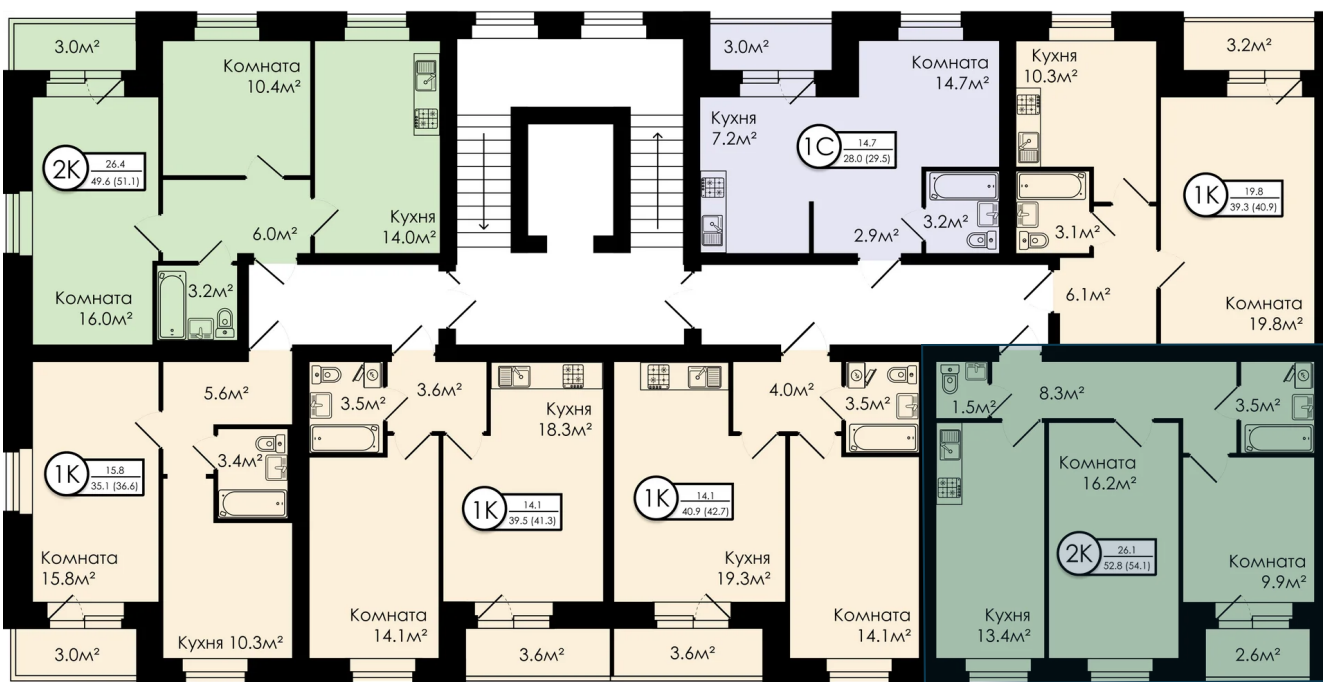 3.0м²
Комната
10.4м²
2К
26.4
49.6 (51.1)
Кухня
14.0м²
6.0м²
3.2м²
Комната
16.0м²
3.0м²
Комната
14.7м²
Кухня
7.2м²
1С
14.7
28.0 (29.5)
3.2м²
2.9м²
Кухня
10.3м²
3.2м²
1К
19.8
39.3 (40.9)
3.1м²
6.1м²
Комната
19.8м²
5.6м²
3.4м²
1К
15.8
35.1 (36.6)
Комната
15.8м²
Кухня 10.3м²
3.0м²
3.5м²
3.6м²
Кухня
18.3м²
1К
14.1
39.5 (41.3)
Комната
14.1м²
3.6м²
4.0м²
3.5м²
1К
14.1
40.9 (42.7)
Кухня
19.3м²
Комната
14.1м²
3.6м²
1.5м²
8.3м²
3.5м²
Комната
16.2м²
2К
26.1
52.8 (54.1)
Комната
9.9м²
Кухня
13.4м²
2.6м²